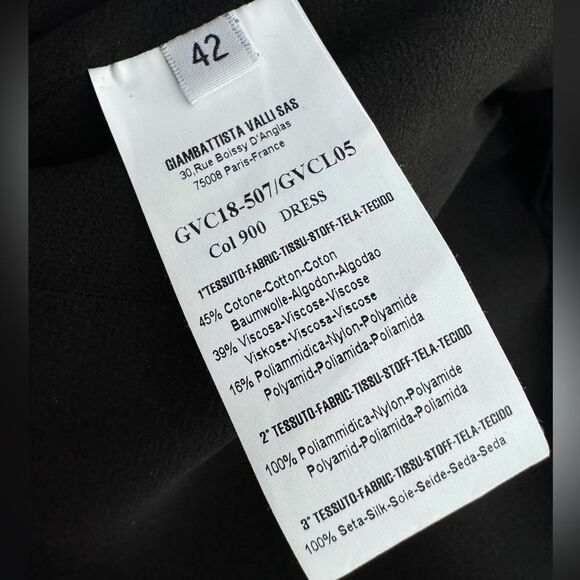 42
GIAMBATTISTA VALLI SAS
30,Rue Boissy D'Anglas
75008 Paris-France
GVC18-507/GVCL05
Col 900 DRESS
1°TESSUTO-FABRIC-TISSU-STOFF-TELA-TECIDO
45% Cotone-Cotton-Coton
Baumwolle-Algodon-Algodao
39% Viscosa-Viscose-Viscose
Viskose-Viscosa-Viscose
16% Poliammidica-Nylon-Polyamide
Polyamid-Poliamida-Poliamida
2° TESSUTO-FABRIC-TISSU-STOFF-TELA-TECIDO
100% Poliammidica-Nylon-Polyamide
Polyamid-Poliamida-Poliamida
3° TESSUTO-FABRIC-TISSU-STOFF-TELA-TECIDO
100% Seta-Silk-Soie-Seide-Seda-Seda